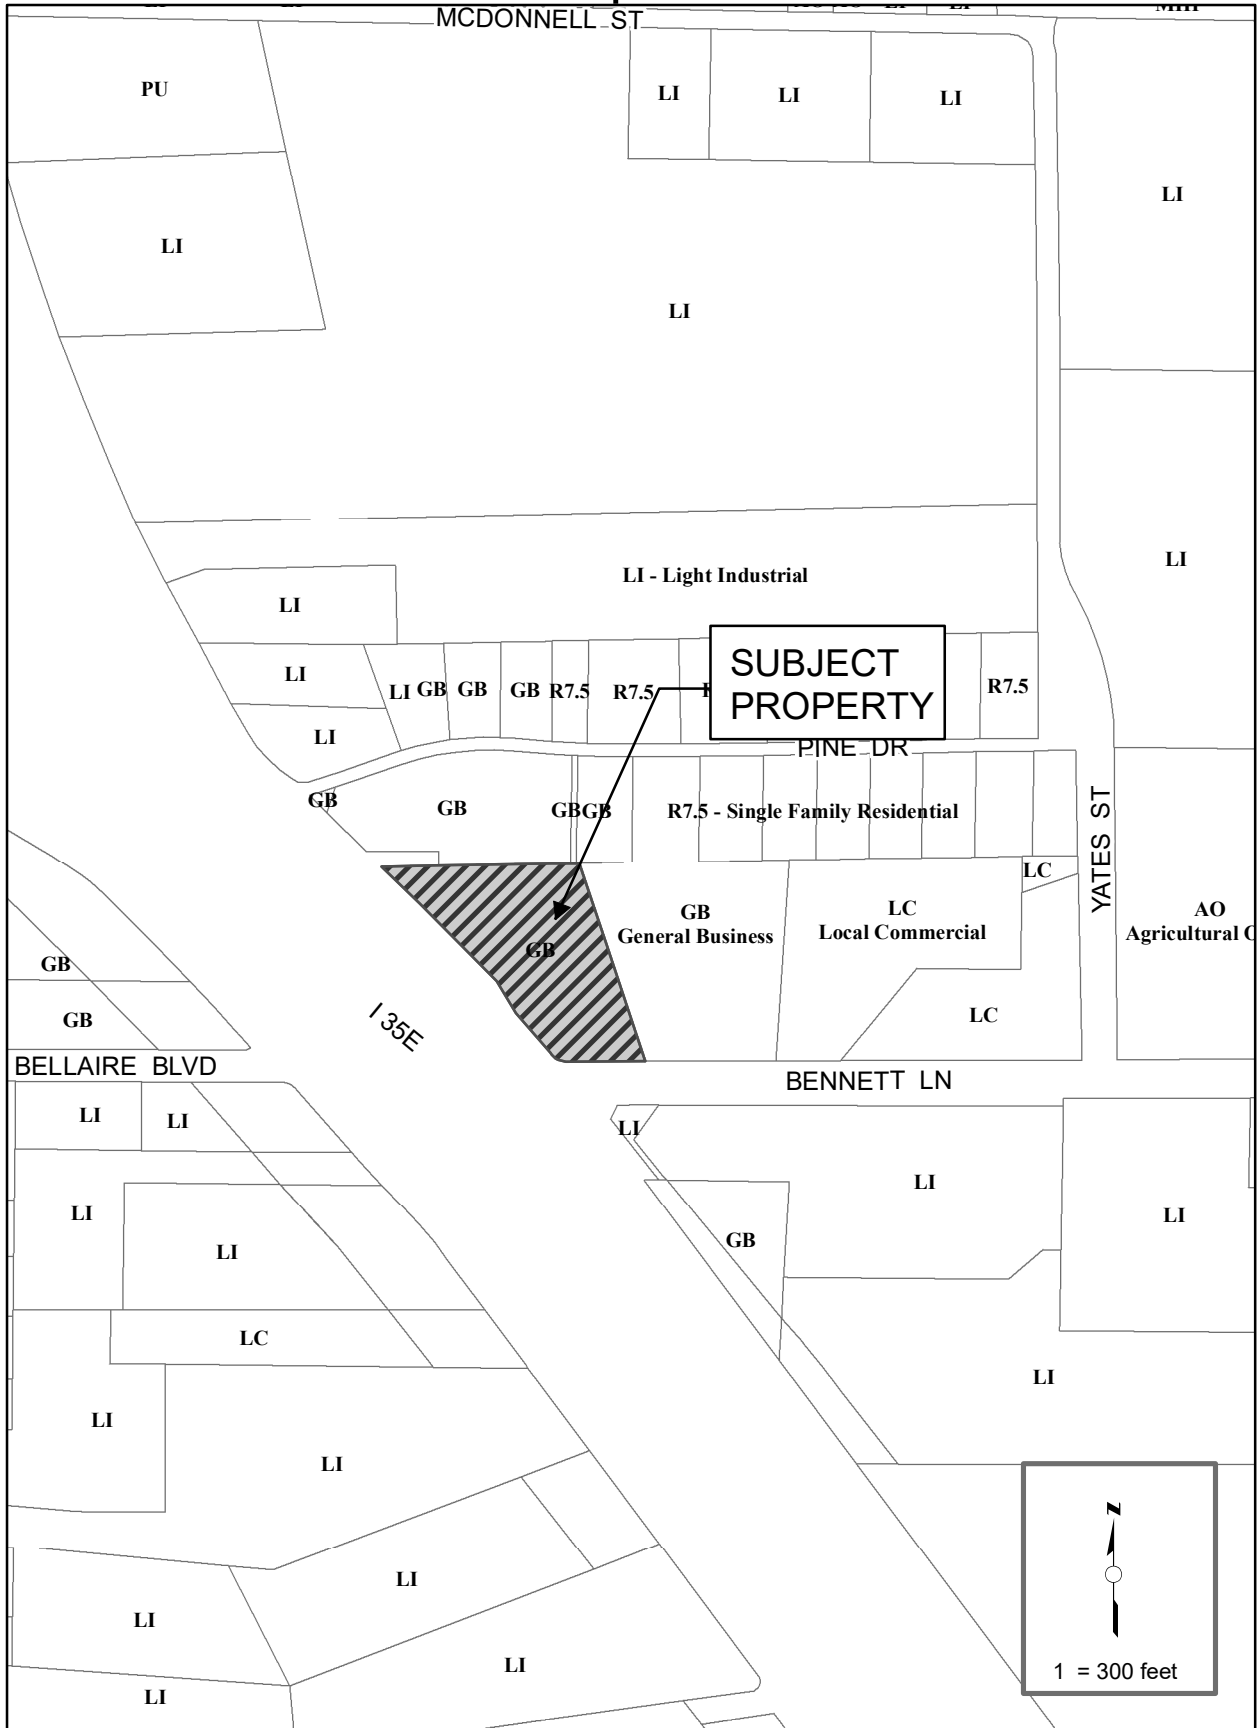 MCDONNELL ST
PU
LI
LI
LI
LI
LI
LI
LI - Light Industrial
LI
LI
SUBJECT
PROPERTY
LI
LI GB
GB
GB
R7.5
R7.5
R7.5
LI
PINE DR
GB
GB
GB
GB
R7.5 - Single Family Residential
YATES ST
LC
GB
General Business
LC
Local Commercial
AO
Agricultural O
GB
GB
GB
LC
I 35E
BELLAIRE BLVD
BENNETT LN
LI
LI
LI
LI
LI
LI
LI
GB
LC
LI
LI
LI
N
LI
LI
LI
LI
1 = 300 feet